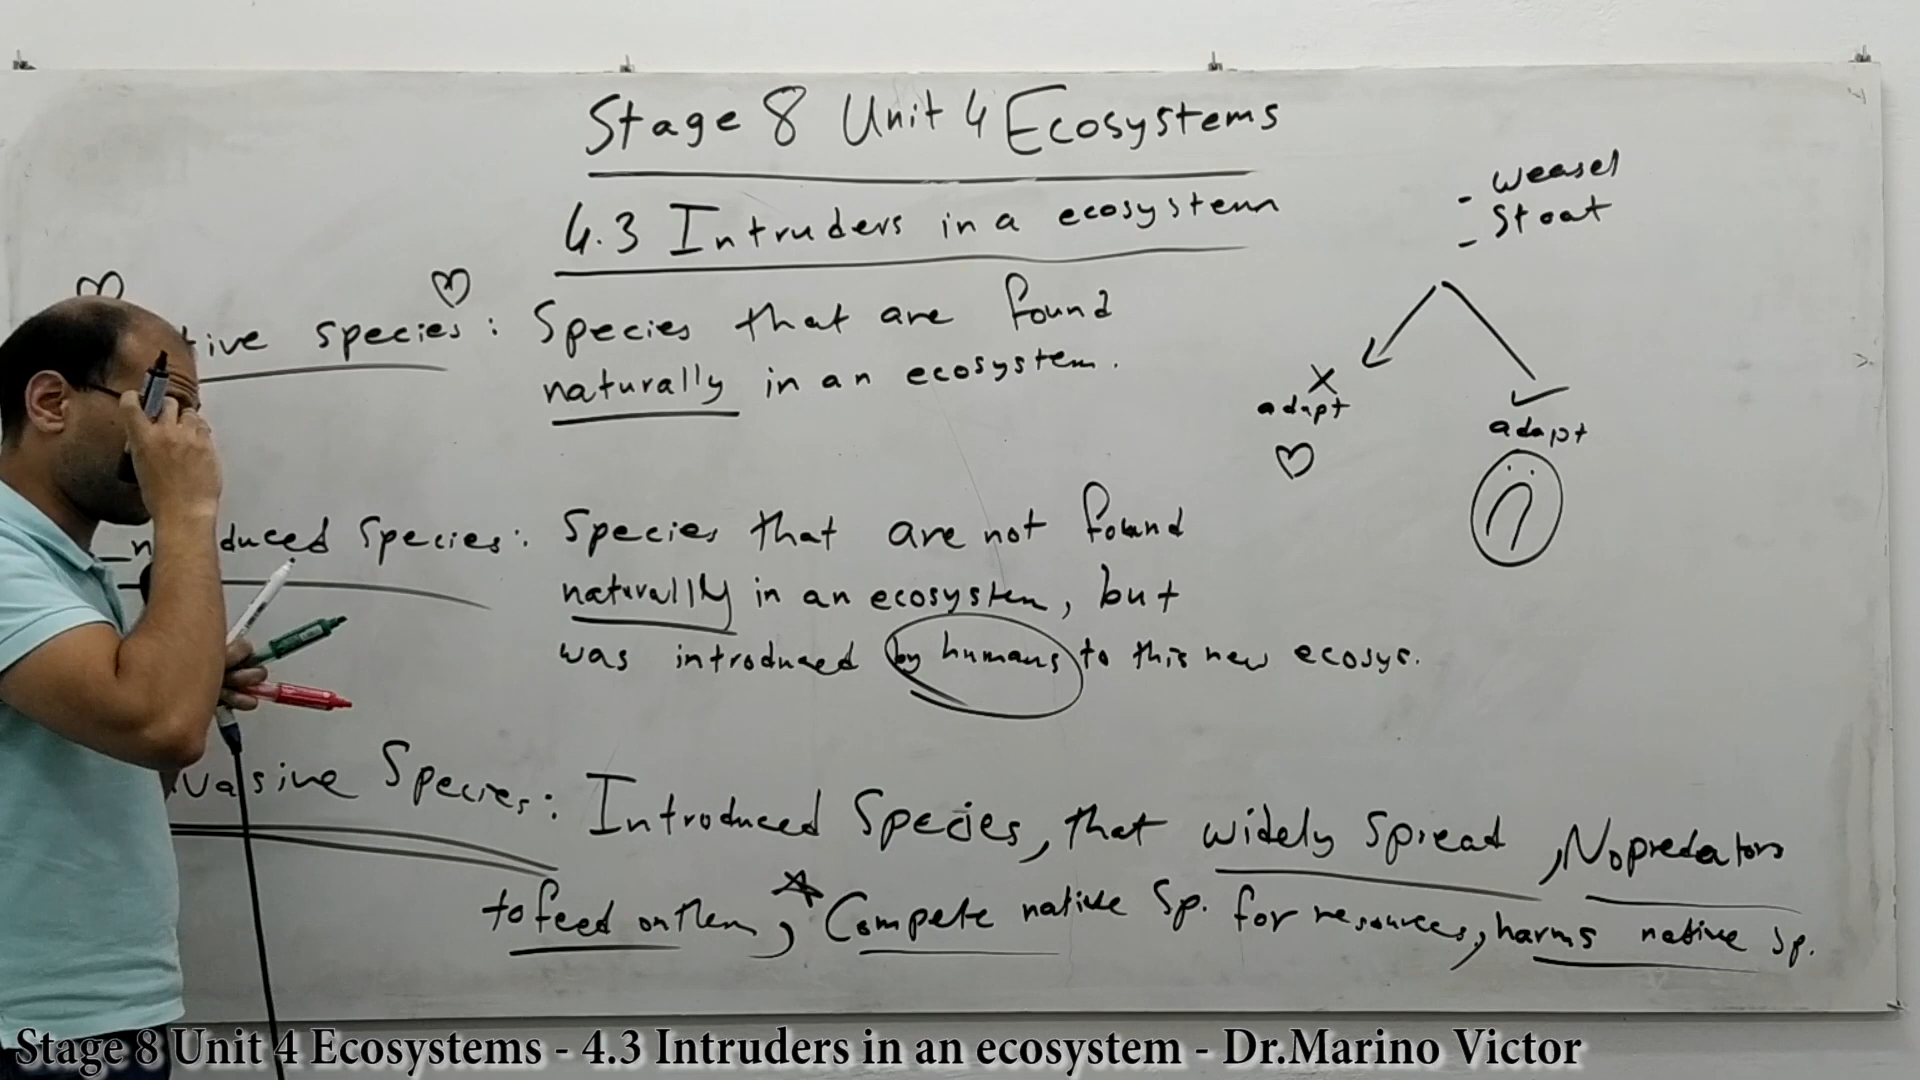 Stage 8 Unit 4 Ecosystems
4.3 Intruders in a ecosystem
- weasel
- Stoat
x
adapt
adapt
tive species: Species that are found
naturally in an ecosystem.
duced Species: Species that are not found
naturally in an ecosystem, but
was introduced by humans to this new ecosys.
vasive Species: Introduced Species, that widely spread, No predators
to feed on them, Compete native Sp. for resources, harms native sp.
Stage 8 Unit 4 Ecosystems - 4.3 Intruders in an ecosystem - Dr.Marino Victor